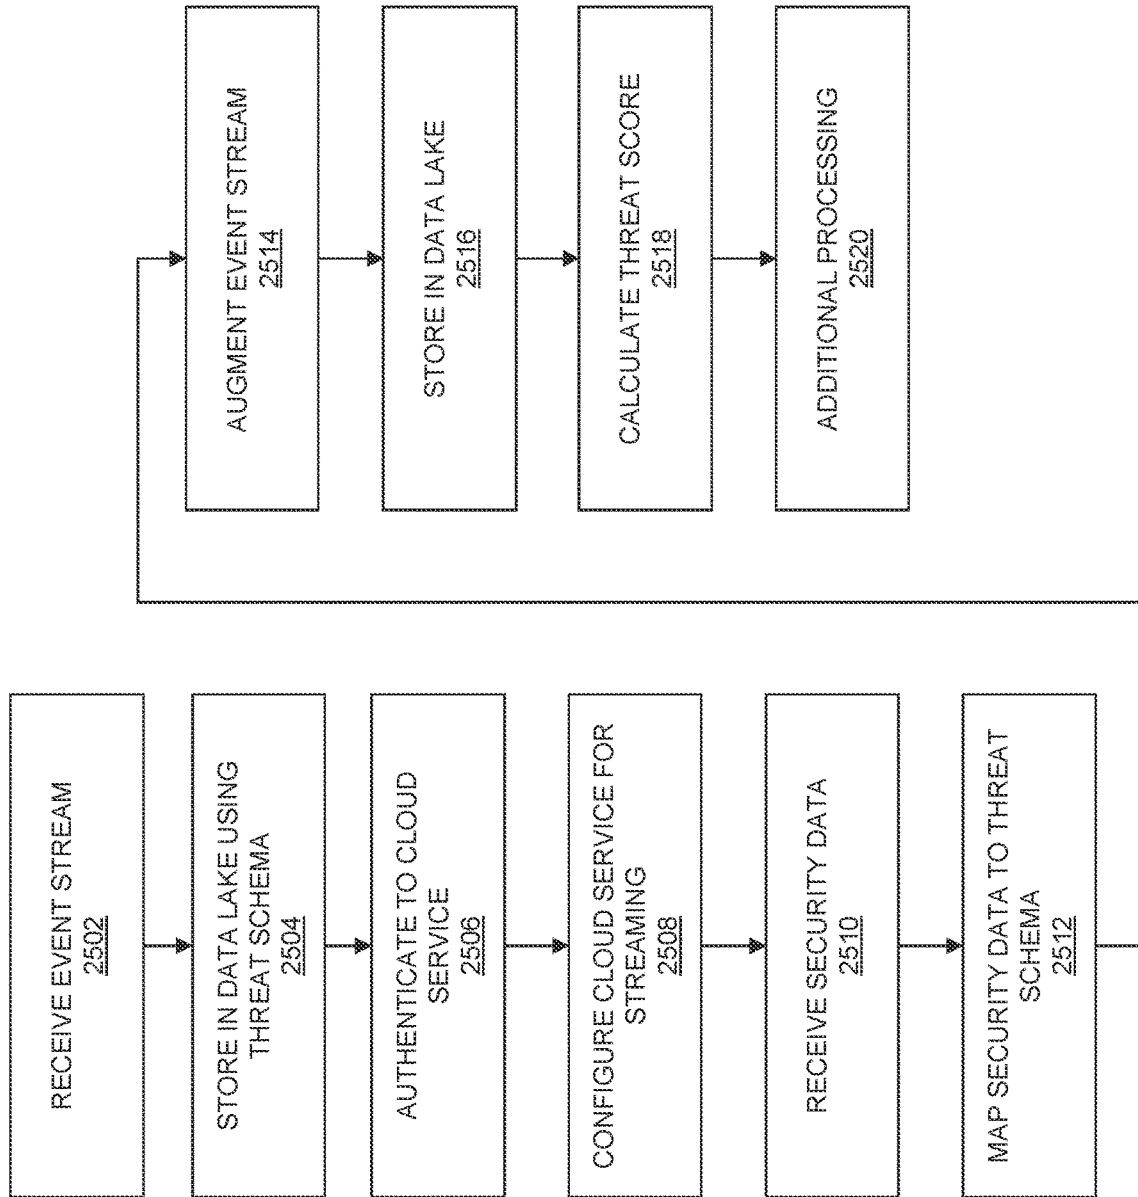 RECEIVE EVENT STREAM
2502
STORE IN DATA LAKE USING
THREAT SCHEMA
2504
AUTHENTICATE TO CLOUD
SERVICE
2506
CONFIGURE CLOUD SERVICE FOR
STREAMING
2508
RECEIVE SECURITY DATA
2510
MAP SECURITY DATA TO THREAT
SCHEMA
2512
AUGMENT EVENT STREAM
2514
STORE IN DATA LAKE
2516
CALCULATE THREAT SCORE
2518
ADDITIONAL PROCESSING
2520